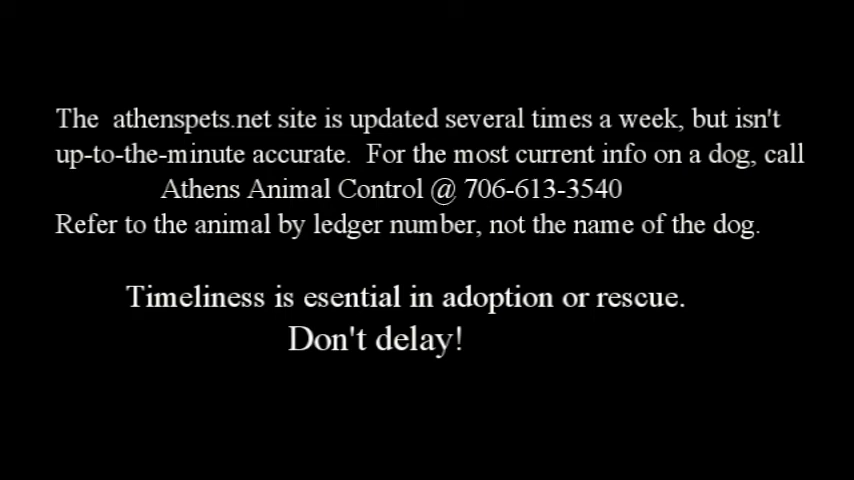 The  athenspets.net site is updated several times a week, but isn't
up-to-the-minute accurate.  For the most current info on a dog, call
Athens Animal Control @ 706-613-3540
Refer to the animal by ledger number, not the name of the dog.
Timeliness is esential in adoption or rescue.
Don't delay!